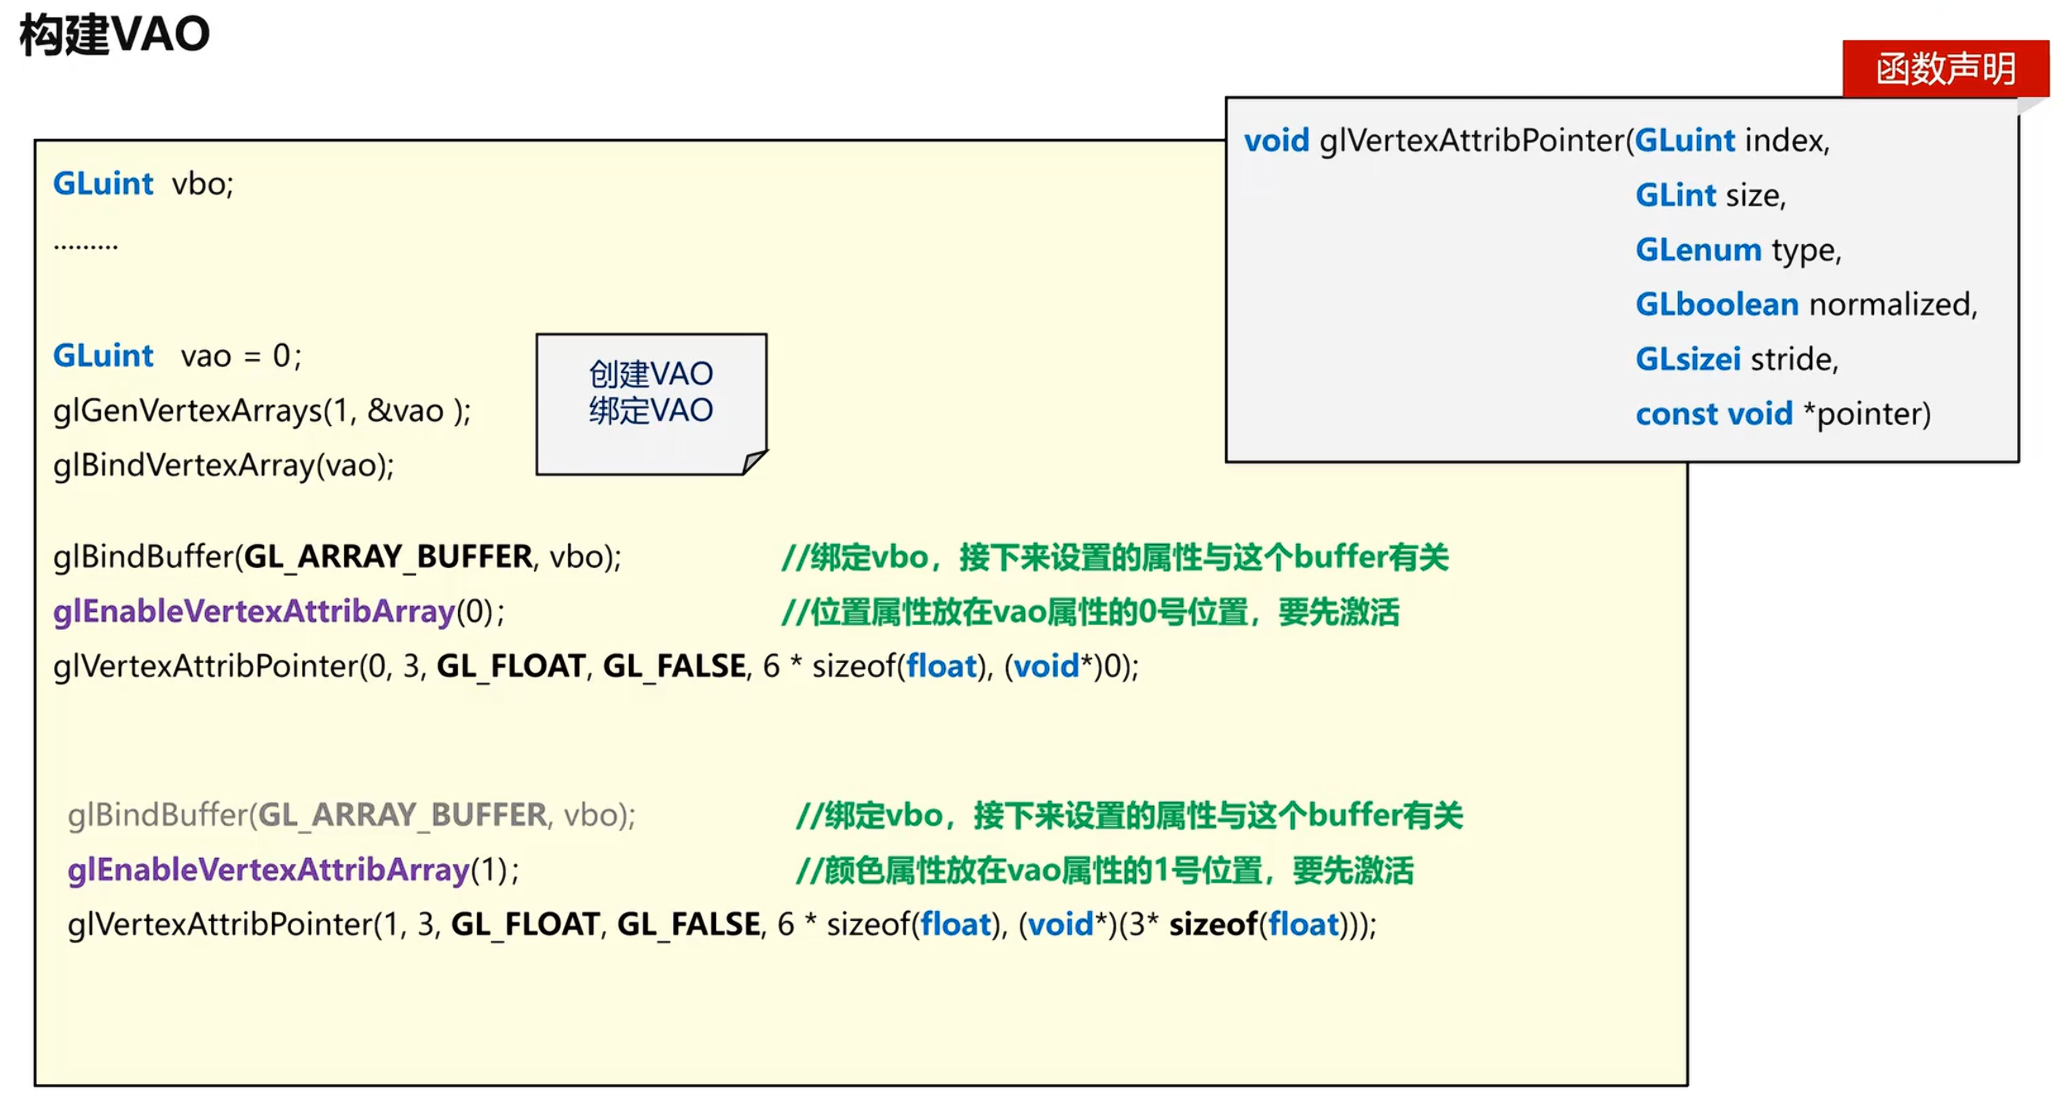 构建VAO
函数声明
void glVertexAttribPointer(GLuint index,
GLint size,
GLenum type,
GLboolean normalized,
GLsizei stride,
const void *pointer)
GLuint vbo;
.........
GLuint vao = 0;
glGenVertexArrays(1, &vao );
glBindVertexArray(vao);
创建VAO
绑定VAO
glBindBuffer(GL_ARRAY_BUFFER, vbo); //绑定vbo，接下来设置的属性与这个buffer有关
glEnableVertexAttribArray(0); //位置属性放在vao属性的0号位置，要先激活
glVertexAttribPointer(0, 3, GL_FLOAT, GL_FALSE, 6 * sizeof(float), (void*)0);
glBindBuffer(GL_ARRAY_BUFFER, vbo); //绑定vbo，接下来设置的属性与这个buffer有关
glEnableVertexAttribArray(1); //颜色属性放在vao属性的1号位置，要先激活
glVertexAttribPointer(1, 3, GL_FLOAT, GL_FALSE, 6 * sizeof(float), (void*)(3* sizeof(float)));